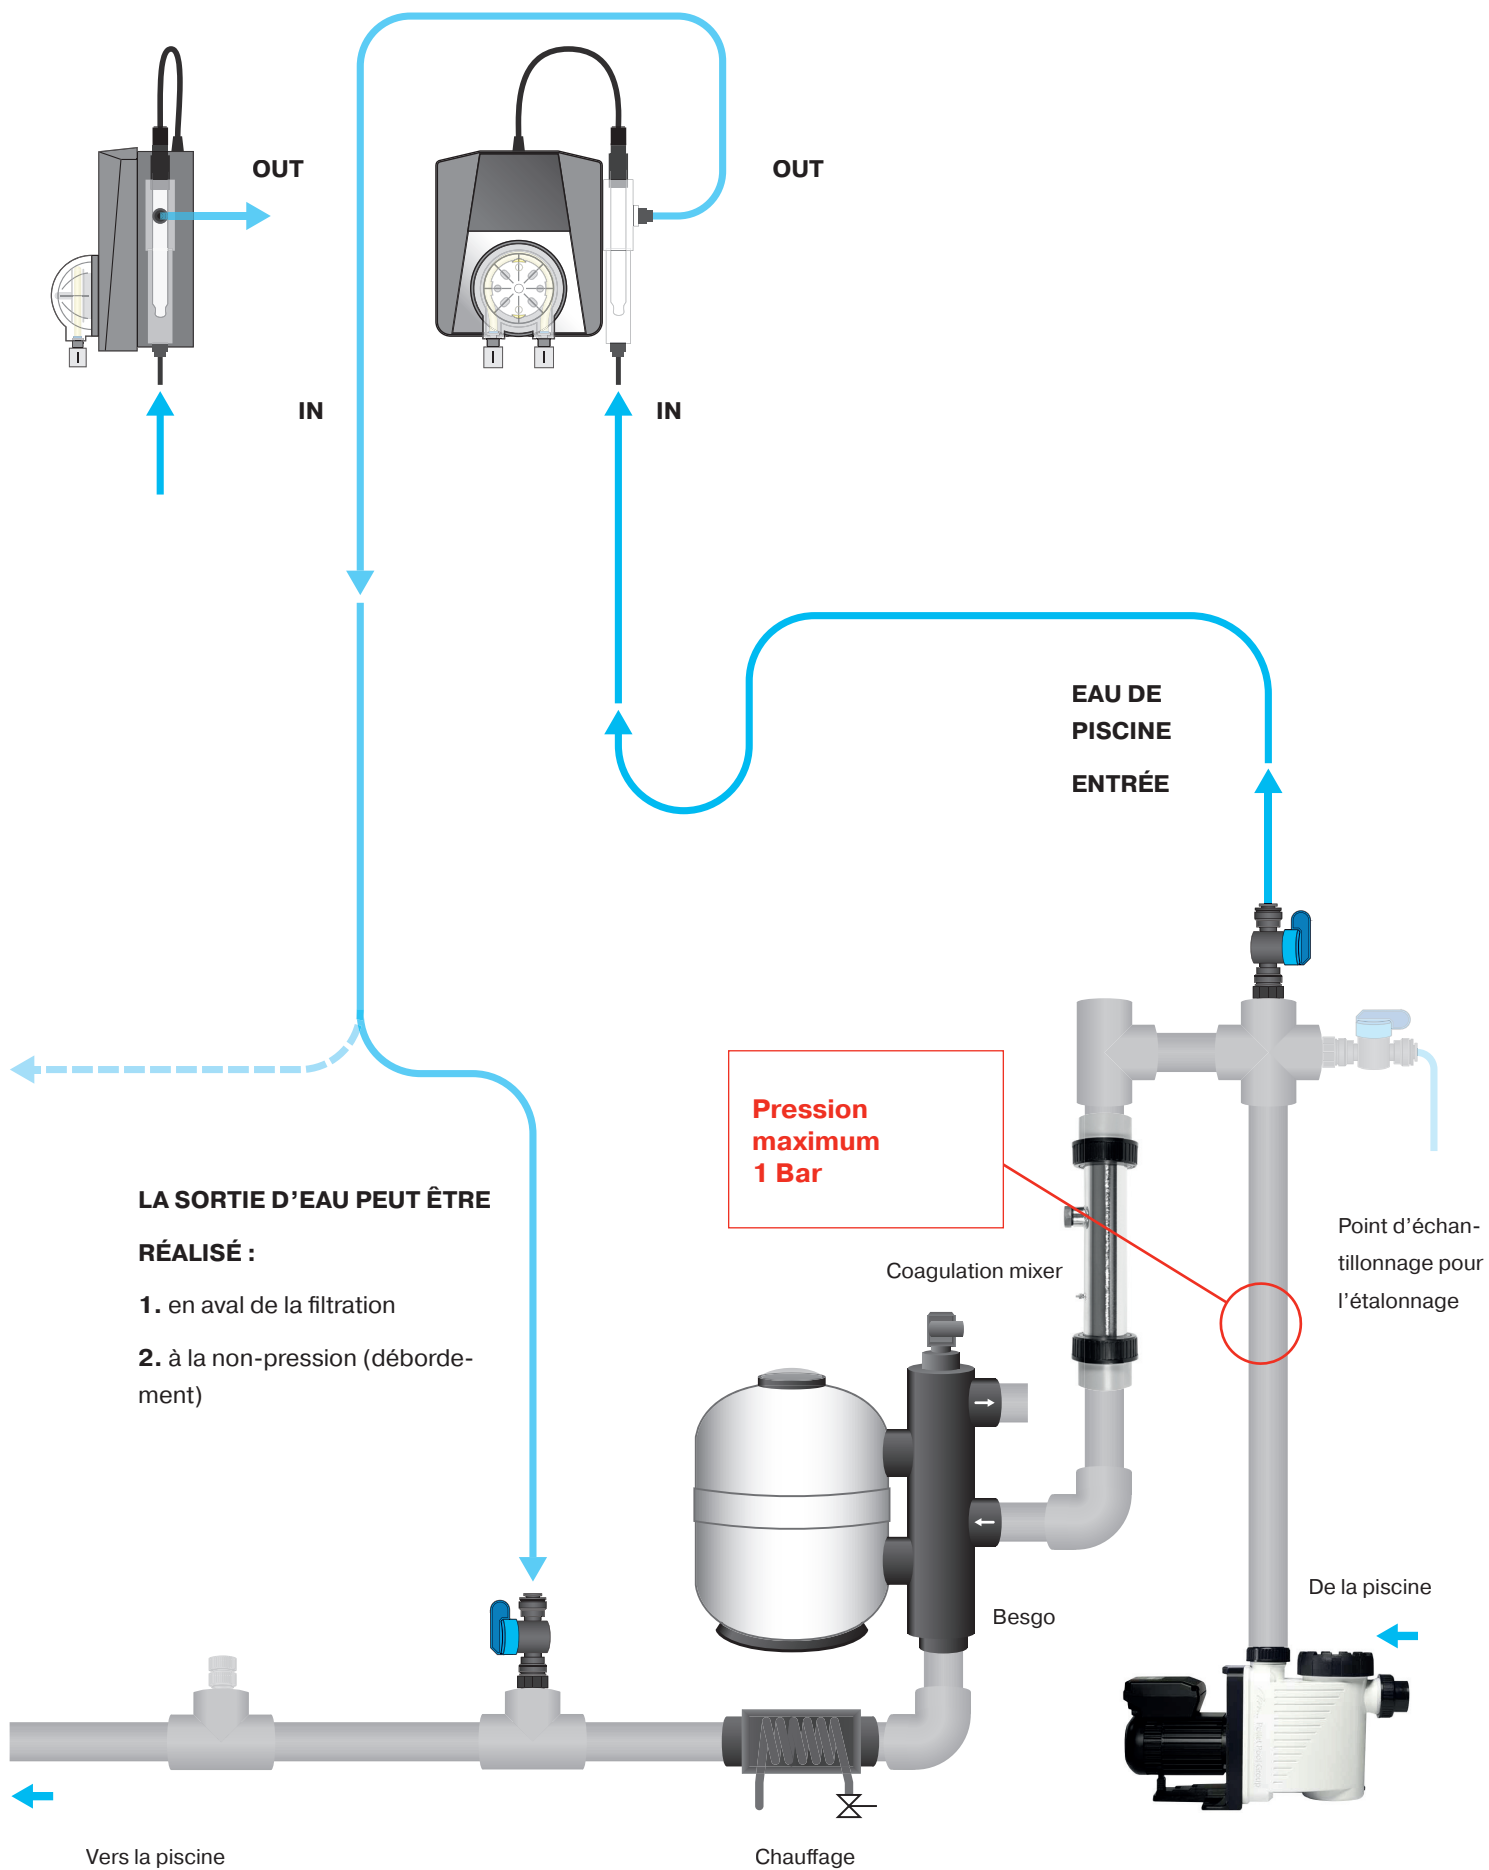 OUT
OUT
IN
IN
EAU DE
PISCINE
ENTRÉE
Pression
maximum
1 Bar
LA SORTIE D’EAU PEUT ÊTRE
RÉALISÉ :
1. en aval de la filtration
2. à la non-pression (déborde-
ment)
Point d’échan-
tillonnage pour
l’étalonnage
Coagulation mixer
De la piscine
Besgo
Vers la piscine
Chauffage